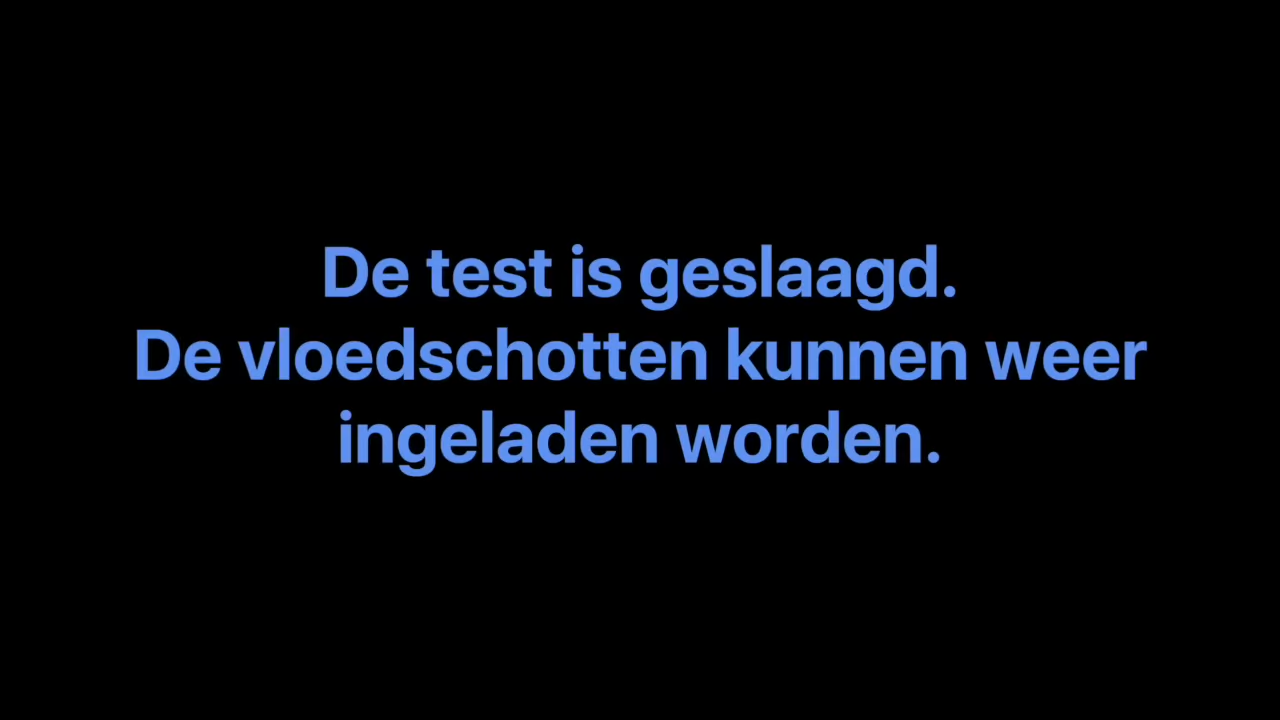 De test is geslaagd.
De vloedschotten kunnen weer
ingeladen worden.